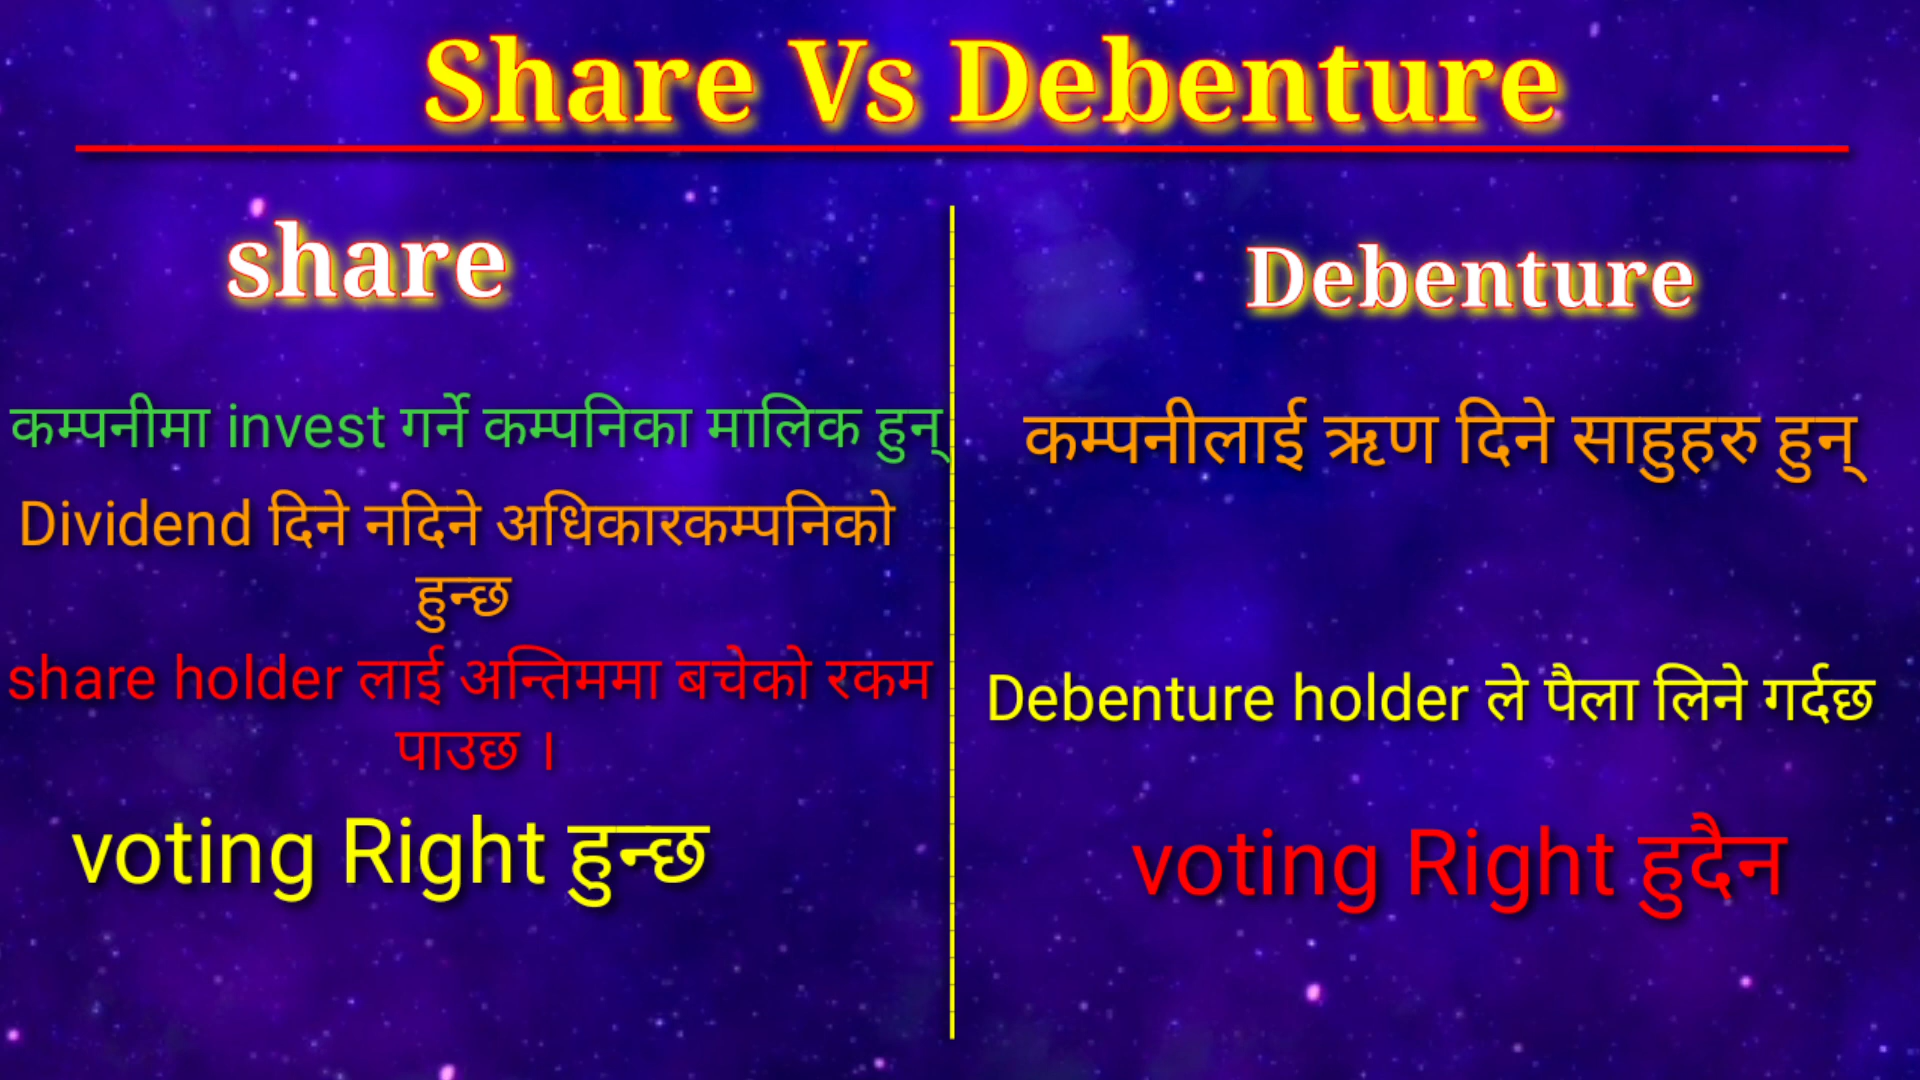 Share Vs Debenture
share
कम्पनीमा invest गर्ने कम्पनिका मालिक हुन्
Dividend दिने नदिने अधिकारकम्पनिको
हुन्छ
share holder लाई अन्तिममा बचेको रकम
पाउछ ।
voting Right हुन्छ
Debenture
कम्पनीलाई ऋण दिने साहुहरु हुन्
Debenture holder ले पैला लिने गर्दछ
voting Right हुदैन